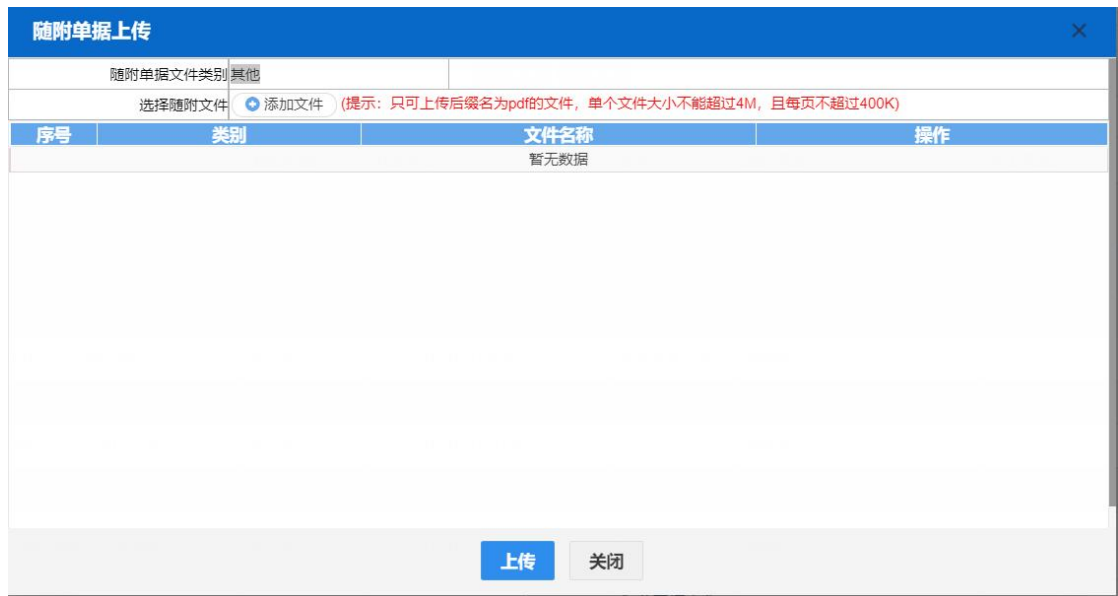 随附单据上传
随附单据文件类别 其他
选择随附文件 添加文件 (提示：只可上传后缀名为pdf的文件，单个文件大小不能超过4M，且每页不超过400K)
序号 类别 文件名称 操作
暂无数据
上传 关闭